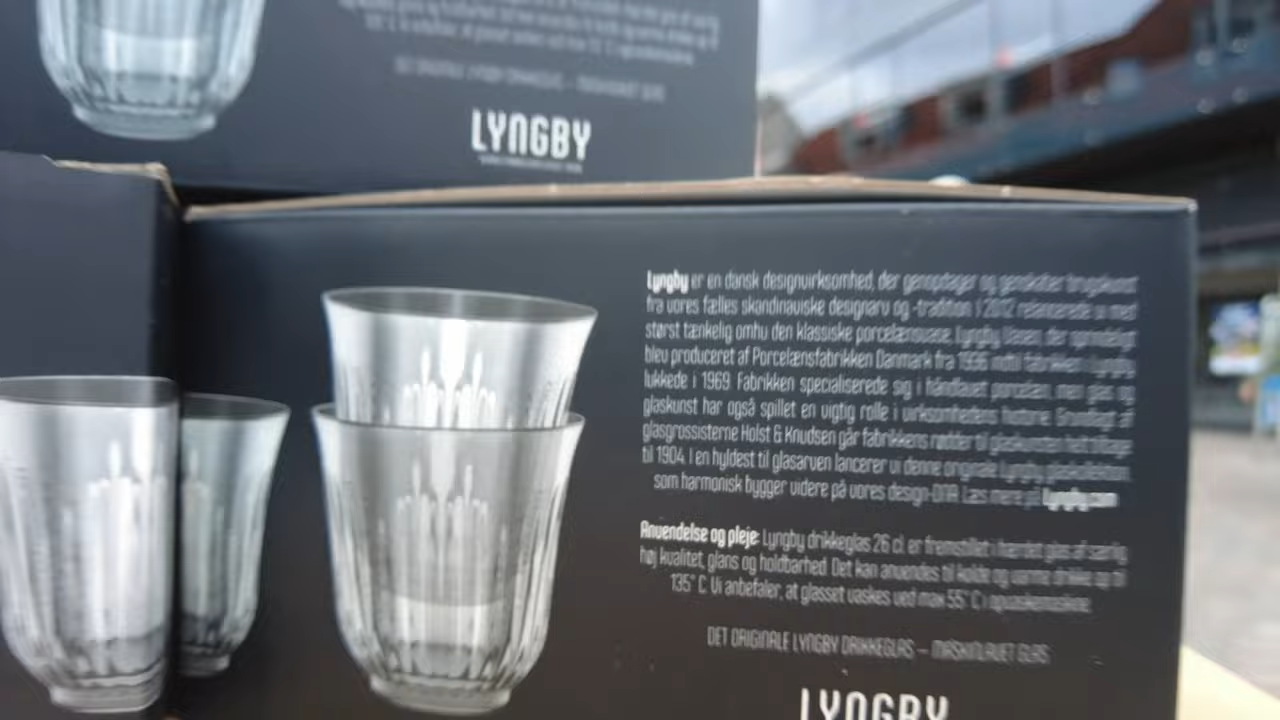 LYNGBY
Lyngby er en dansk designvirksomhed, der genopdager og genskaber brugskunst
fra vores fælles skandinaviske designarv og -tradition. I 2012 relancerede vi med
størst tænkelig omhu den klassiske porcelænsvase, Lyngby Vasen, der oprindeligt
blev produceret af Porcelænsfabrikken Danmark fra 1936 indtil fabrikken
lukkede i 1969. Fabrikken specialiserede sig i håndlavet porcelæn, men glas og
glaskunst har også spillet en vigtig rolle i virksomhedens historie. Grundlagt af
glasgrossisterne Holst & Knudsen går fabrikkens rødder til glaskunsten helt tilbage
til 1904. I en hyldest til glasarven lancerer vi denne originale Lyngby
som harmonisk bygger videre på vores design-DNA. Læs mere på lyngby.com
Anvendelse og pleje: Lyngby drikkeglas 26 cl. er fremstillet i hærdet glas af særlig
høj kvalitet, glans og holdbarhed. Det kan anvendes til kolde og varme drikke op til
135° C. Vi anbefaler, at glasset vaskes ved max 55° C i opvaskemaskine.
DET ORIGINALE LYNGBY DRIKKEGLAS – MASKINLAVET GLAS
LYNGBY